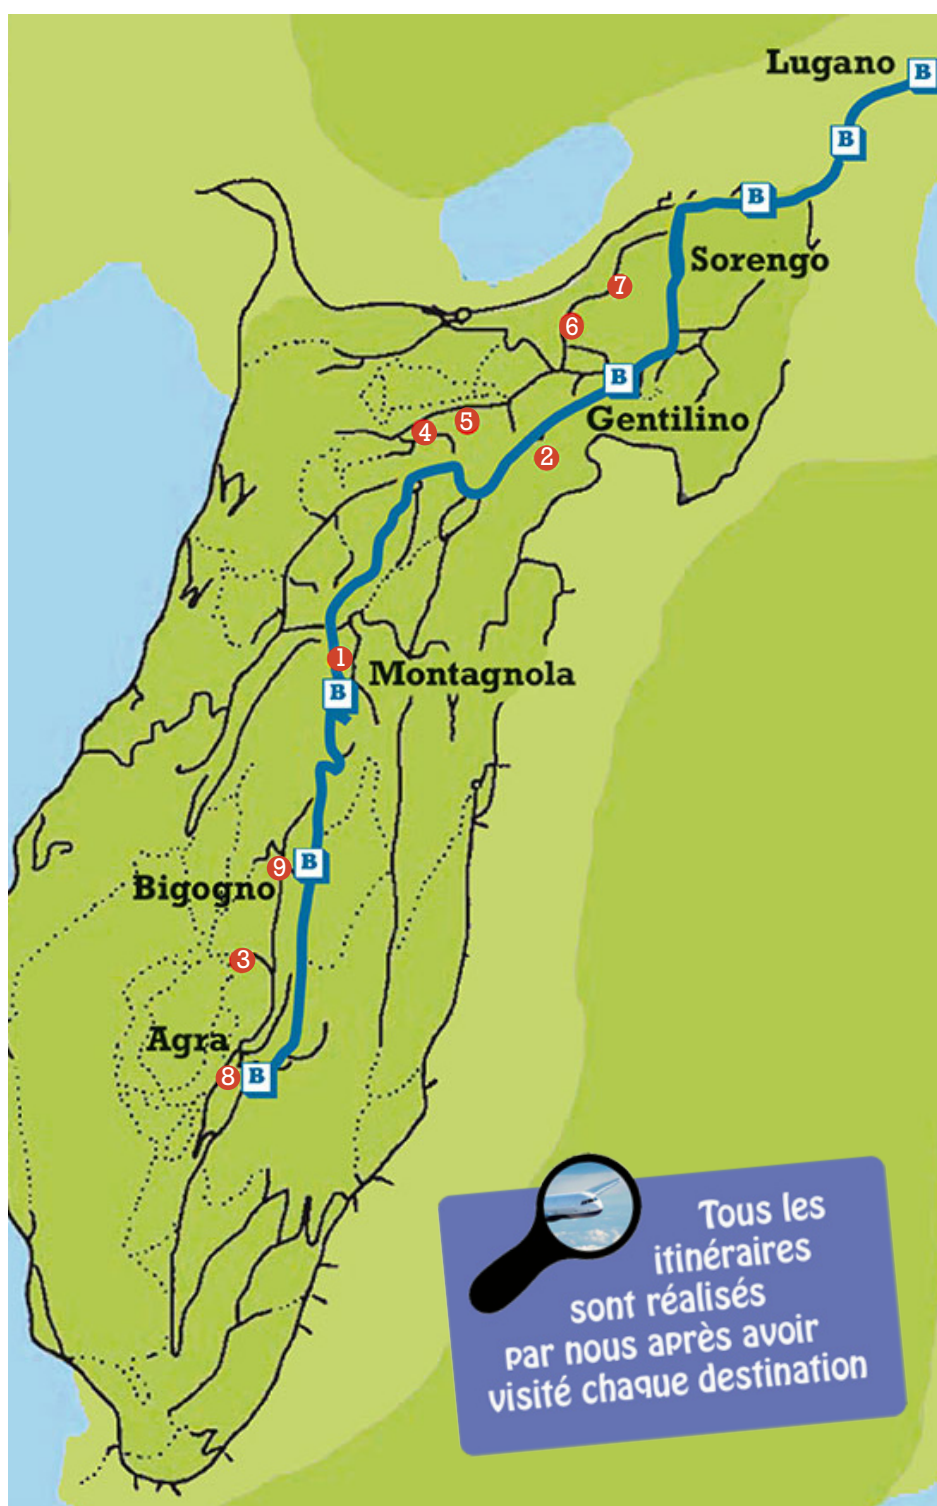 Lugano
B
B
B
Sorengo
7
6
B
Gentilino
5
4
2
1
Montagnola
B
9
B
Bigogno
3
Agra
8
B
Tous les
itinéraires
sont réalisés
par nous après avoir
visité chaque destination